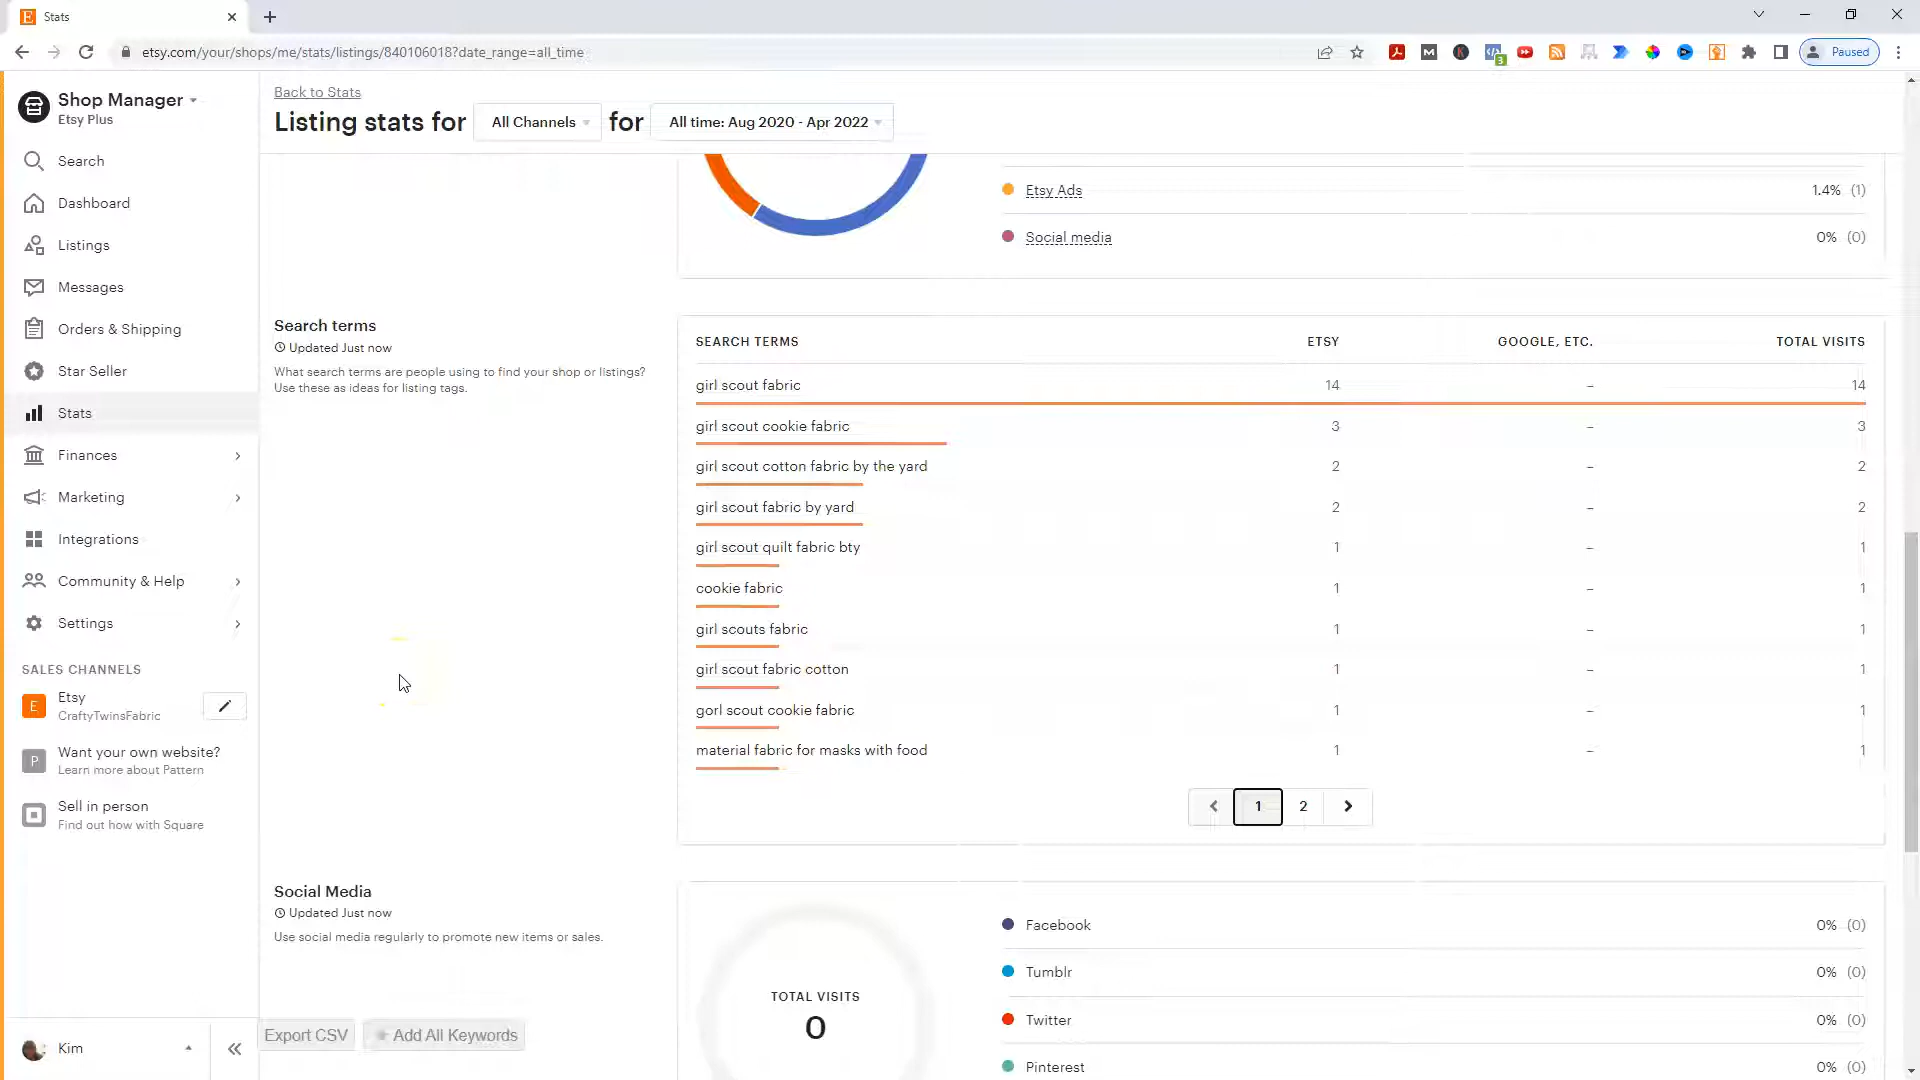 Stats
etsy.com/your/shops/me/stats/listings/840106018?date_range=all_time
3
Paused
Shop Manager
Etsy Plus
Search
Dashboard
Listings
Messages
Orders & Shipping
Star Seller
Stats
Finances
Marketing
Integrations
Community & Help
Settings
SALES CHANNELS
E
Etsy
CraftyTwinsFabric
P
Want your own website?
Learn more about Pattern
Sell in person
Find out how with Square
Kim
Back to Stats
Listing stats for All Channels for All time: Aug 2020 - Apr 2022
Etsy Ads 1.4% (1)
Social media 0% (0)
Search terms
Updated Just now
What search terms are people using to find your shop or listings?
Use these as ideas for listing tags.
SEARCH TERMS ETSY GOOGLE, ETC. TOTAL VISITS
girl scout fabric 14 – 14
girl scout cookie fabric 3 – 3
girl scout cotton fabric by the yard 2 – 2
girl scout fabric by yard 2 – 2
girl scout quilt fabric bty 1 – 1
cookie fabric 1 – 1
girl scouts fabric 1 – 1
girl scout fabric cotton 1 – 1
gorl scout cookie fabric 1 – 1
material fabric for masks with food 1 – 1
1 2
Social Media
Updated Just now
Use social media regularly to promote new items or sales.
TOTAL VISITS
0
Facebook 0% (0)
Tumblr 0% (0)
Twitter 0% (0)
Pinterest 0% (0)
Export CSV
Add All Keywords